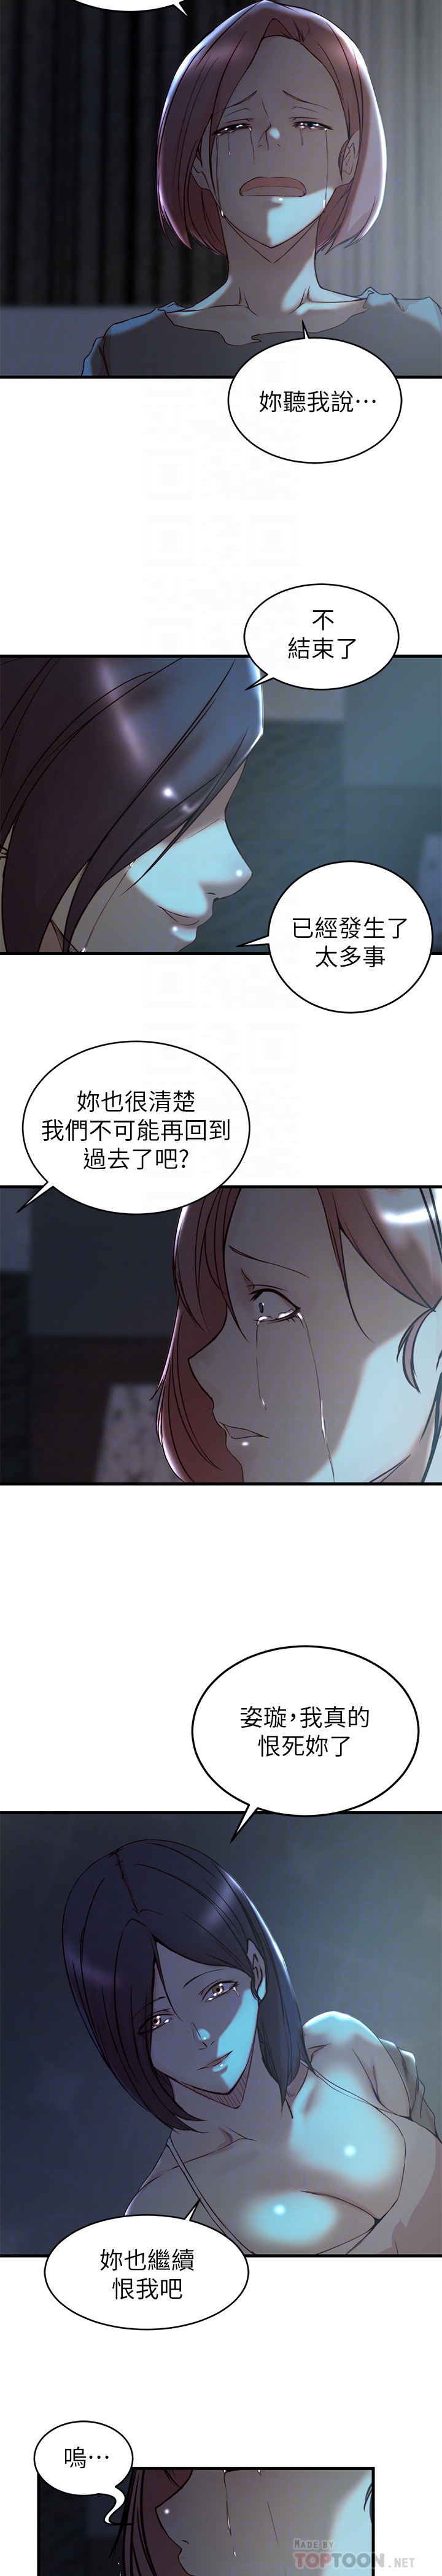 妳聽我說⋯
不
結束了
已經發生了
太多事
妳也很清楚
我們不可能再回到
過去了吧?
姿璇,我真的
恨死妳了
妳也繼續
恨我吧
嗚⋯
MADE BY
TOPTOON.NET